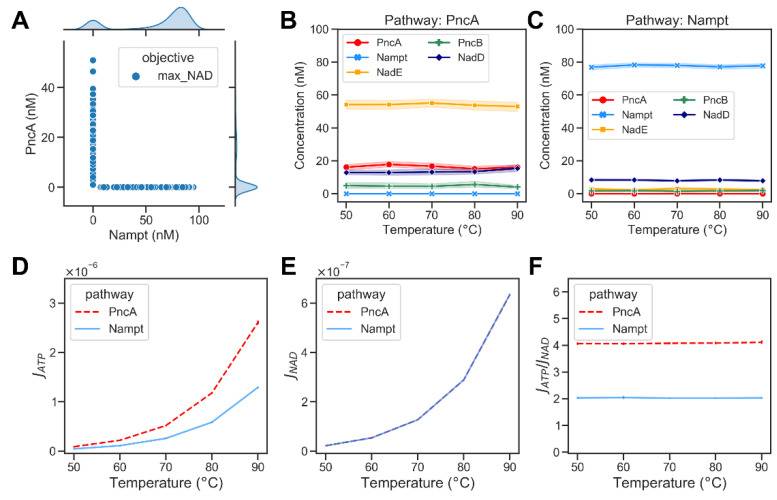 A
objective
max_NAD
PncA (nM)
40
20
0
0
50
100
Nampt (nM)
B
Pathway: PncA
PncA
PncB
Nampt
NadD
NadE
Concentration (nM)
100
80
60
40
20
0
50
60
70
80
90
Temperature (°C)
C
Pathway: Nampt
PncA
PncB
Nampt
NadD
NadE
Concentration (nM)
100
80
60
40
20
0
50
60
70
80
90
Temperature (°C)
D
×10⁻⁶
pathway
PncA
Nampt
J_ATP
3
2
1
0
50
60
70
80
90
Temperature (°C)
E
×10⁻⁷
pathway
PncA
Nampt
J_NAD
6
4
2
0
50
60
70
80
90
Temperature (°C)
F
pathway
PncA
Nampt
J_ATP/J_NAD
6
5
4
3
2
1
0
50
60
70
80
90
Temperature (°C)